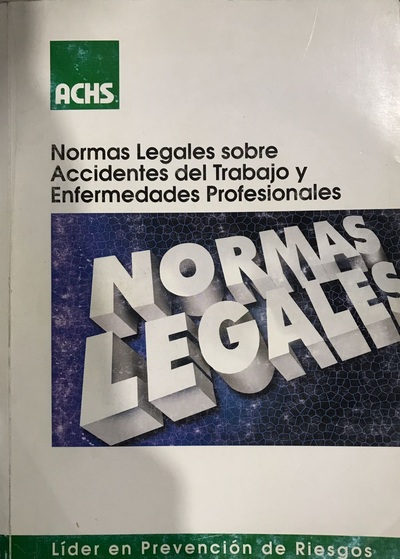 ACHS
Normas Legales sobre
Accidentes del Trabajo y
Enfermedades Profesionales
NORMAS
LEGALES
Líder en Prevención de Riesgos